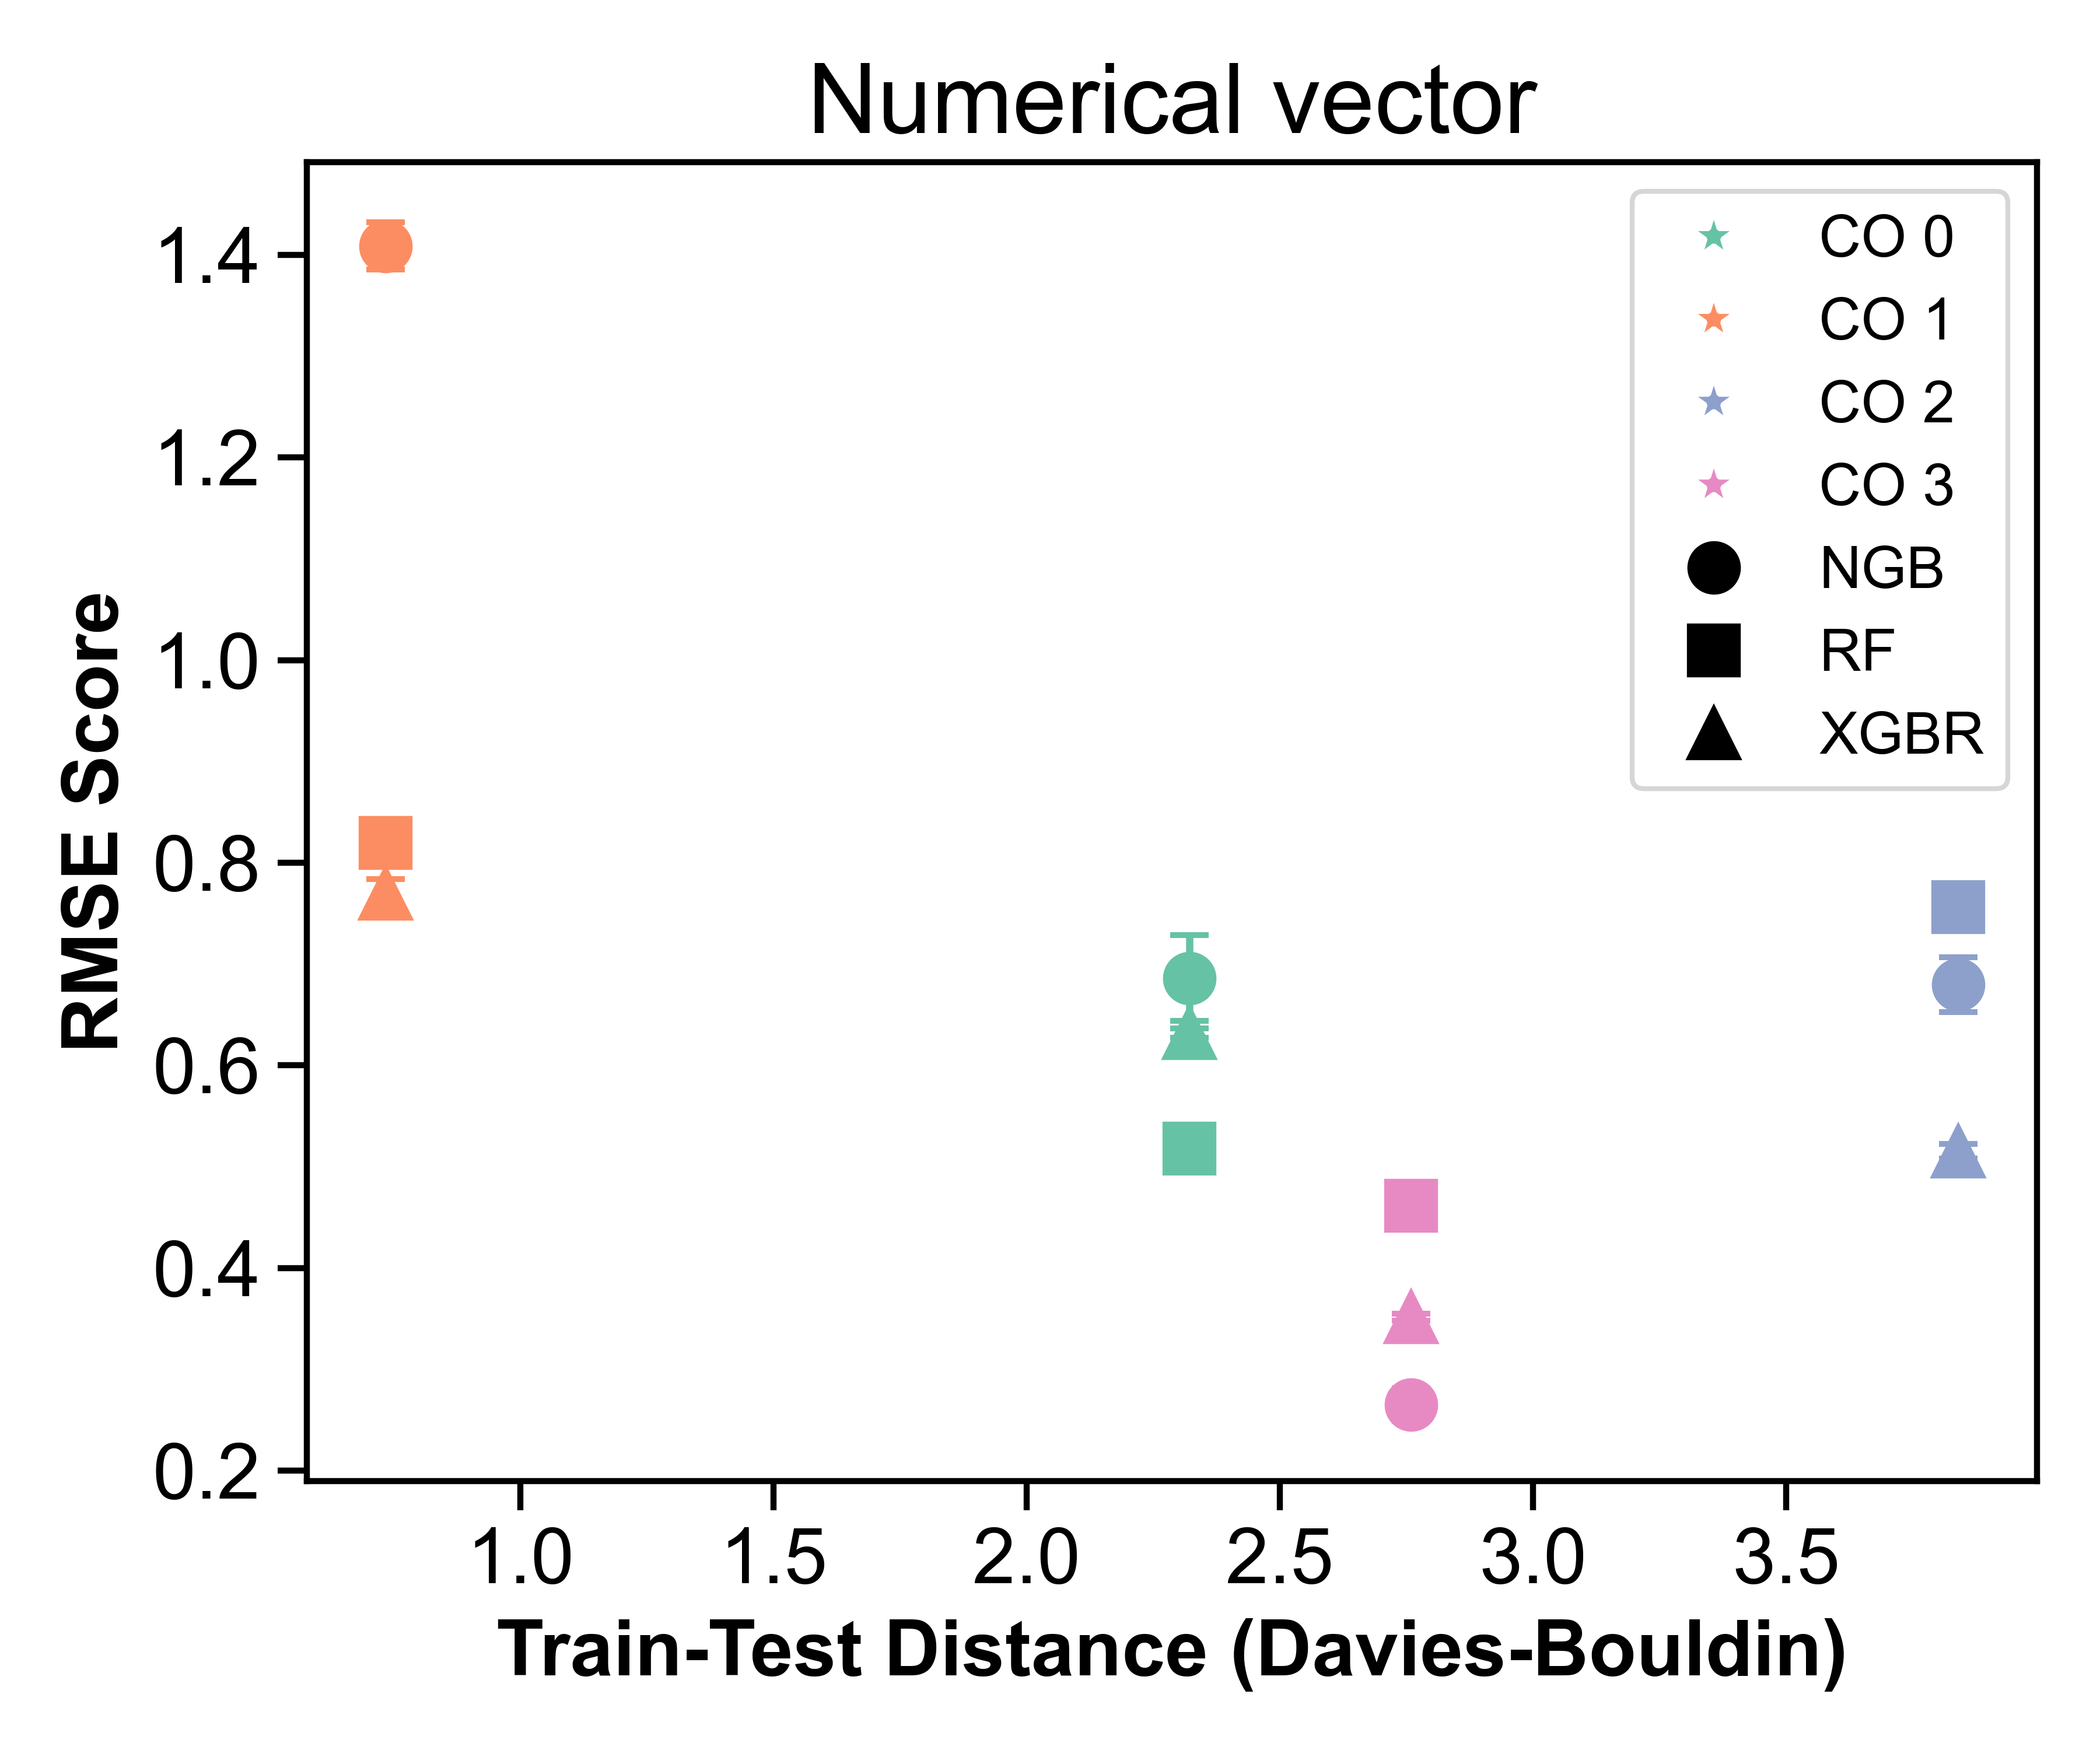 Numerical vector
RMSE Score
1.4
1.2
1.0
0.8
0.6
0.4
0.2
CO 0
CO 1
CO 2
CO 3
NGB
RF
XGBR
1.0 1.5 2.0 2.5 3.0 3.5
Train-Test Distance (Davies-Bouldin)